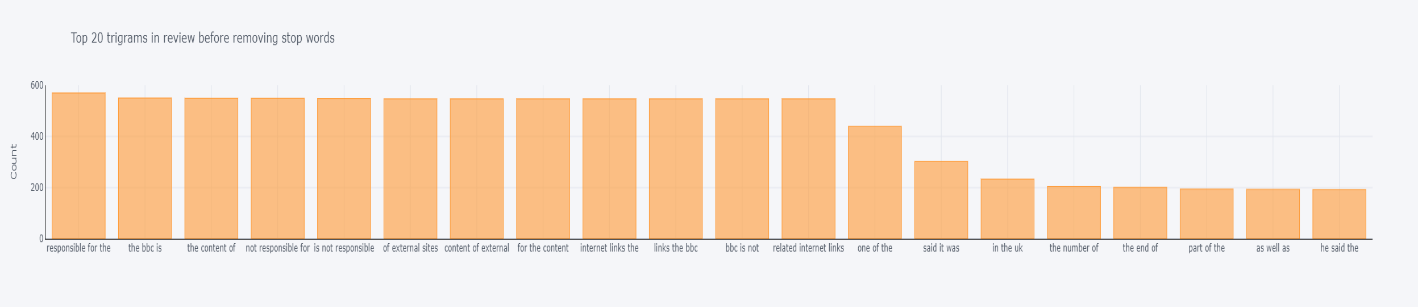 Top 20 trigrams in review before removing stop words
600
400
200
0
Count
responsible for the
the bbc is
the content of
not responsible for
is not responsible
of external sites
content of external
for the content
internet links the
links the bbc
bbc is not
related internet links
one of the
said it was
in the uk
the number of
the end of
part of the
as well as
he said the